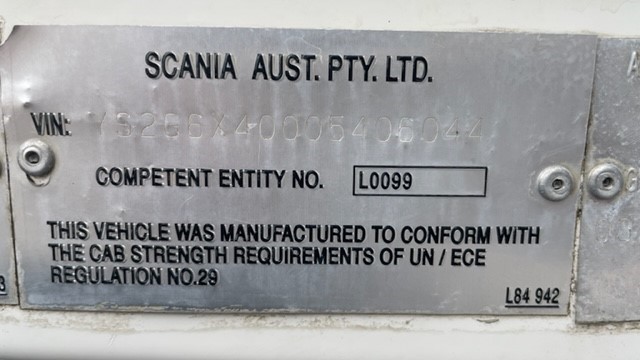 SCANIA AUST. PTY. LTD.
VIN: YS2G6X40005406044
COMPETENT ENTITY NO. L0099
THIS VEHICLE WAS MANUFACTURED TO CONFORM WITH
THE CAB STRENGTH REQUIREMENTS OF UN / ECE
REGULATION NO.29
L84 942